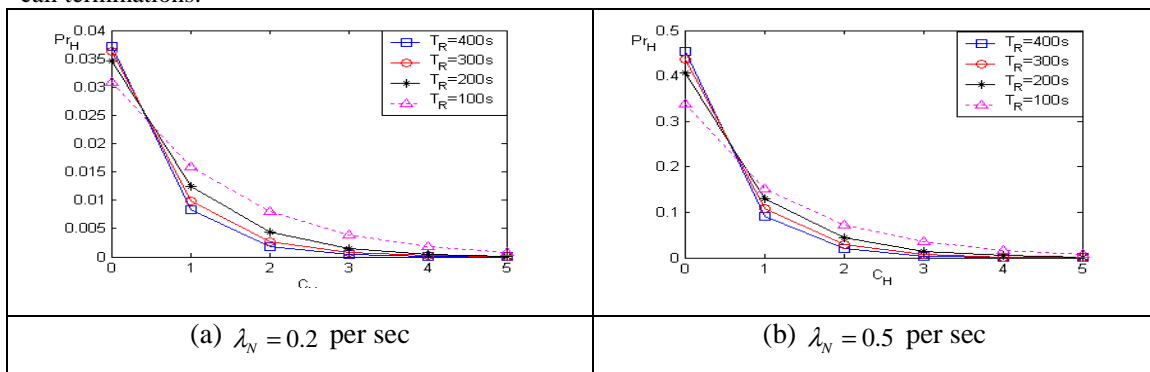 call terminations.
0.04
Pr_H
0.035
0.03
0.025
0.02
0.015
0.01
0.005
0
0 1 2 3 4 5
T_R=400s
T_R=300s
T_R=200s
T_R=100s
0.5
Pr_H
0.4
0.3
0.2
0.1
0
0 1 2 3 4 5
C_H
T_R=400s
T_R=300s
T_R=200s
T_R=100s
(a) λ_N = 0.2 per sec
(b) λ_N = 0.5 per sec